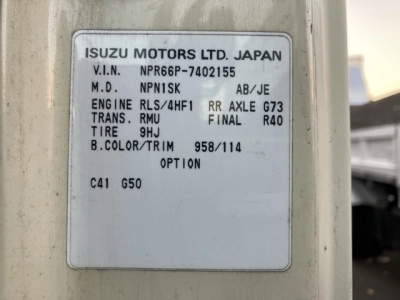 ISUZU MOTORS LTD. JAPAN
V.I.N. NPR66P-7402155
M.D. NPN1SK AB/JE
ENGINE RLS/4HF1 RR AXLE G73
TRANS. RMU FINAL R40
TIRE 9HJ
B.COLOR/TRIM 958/114
OPTION
C41 G50